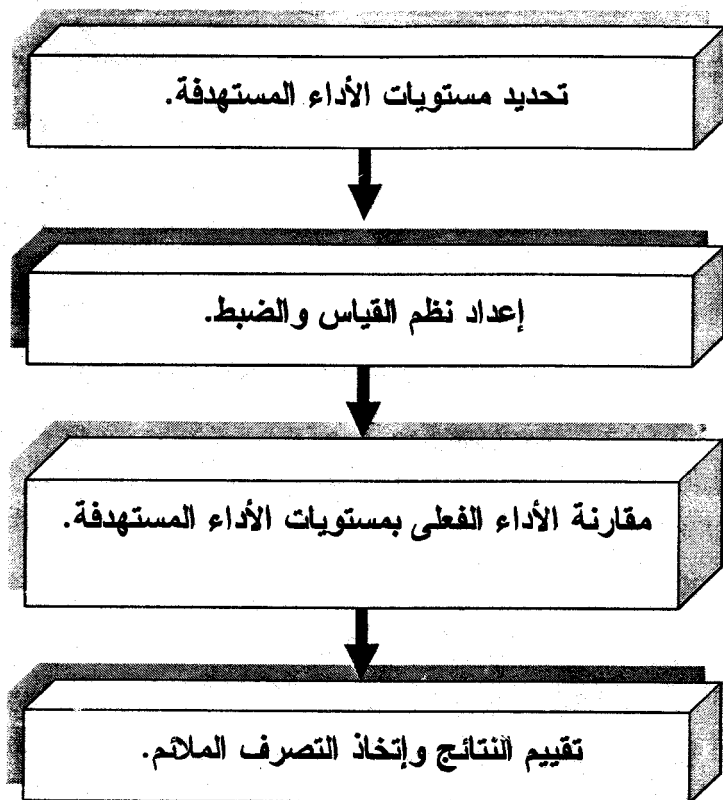 تحديد مستويات الأداء المستهدفة.
إعداد نظم القياس والضبط.
مقارنة الأداء الفعلى بمستويات الأداء المستهدفة.
تقييم النتائج وإتخاذ التصرف الملائم.